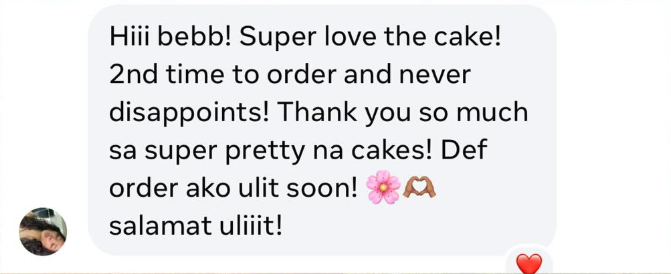 Hiii bebb! Super love the cake!
2nd time to order and never
disappoints! Thank you so much
sa super pretty na cakes! Def
order ako ulit soon! 🌸🫶🏽
salamat uliiit!
❤️